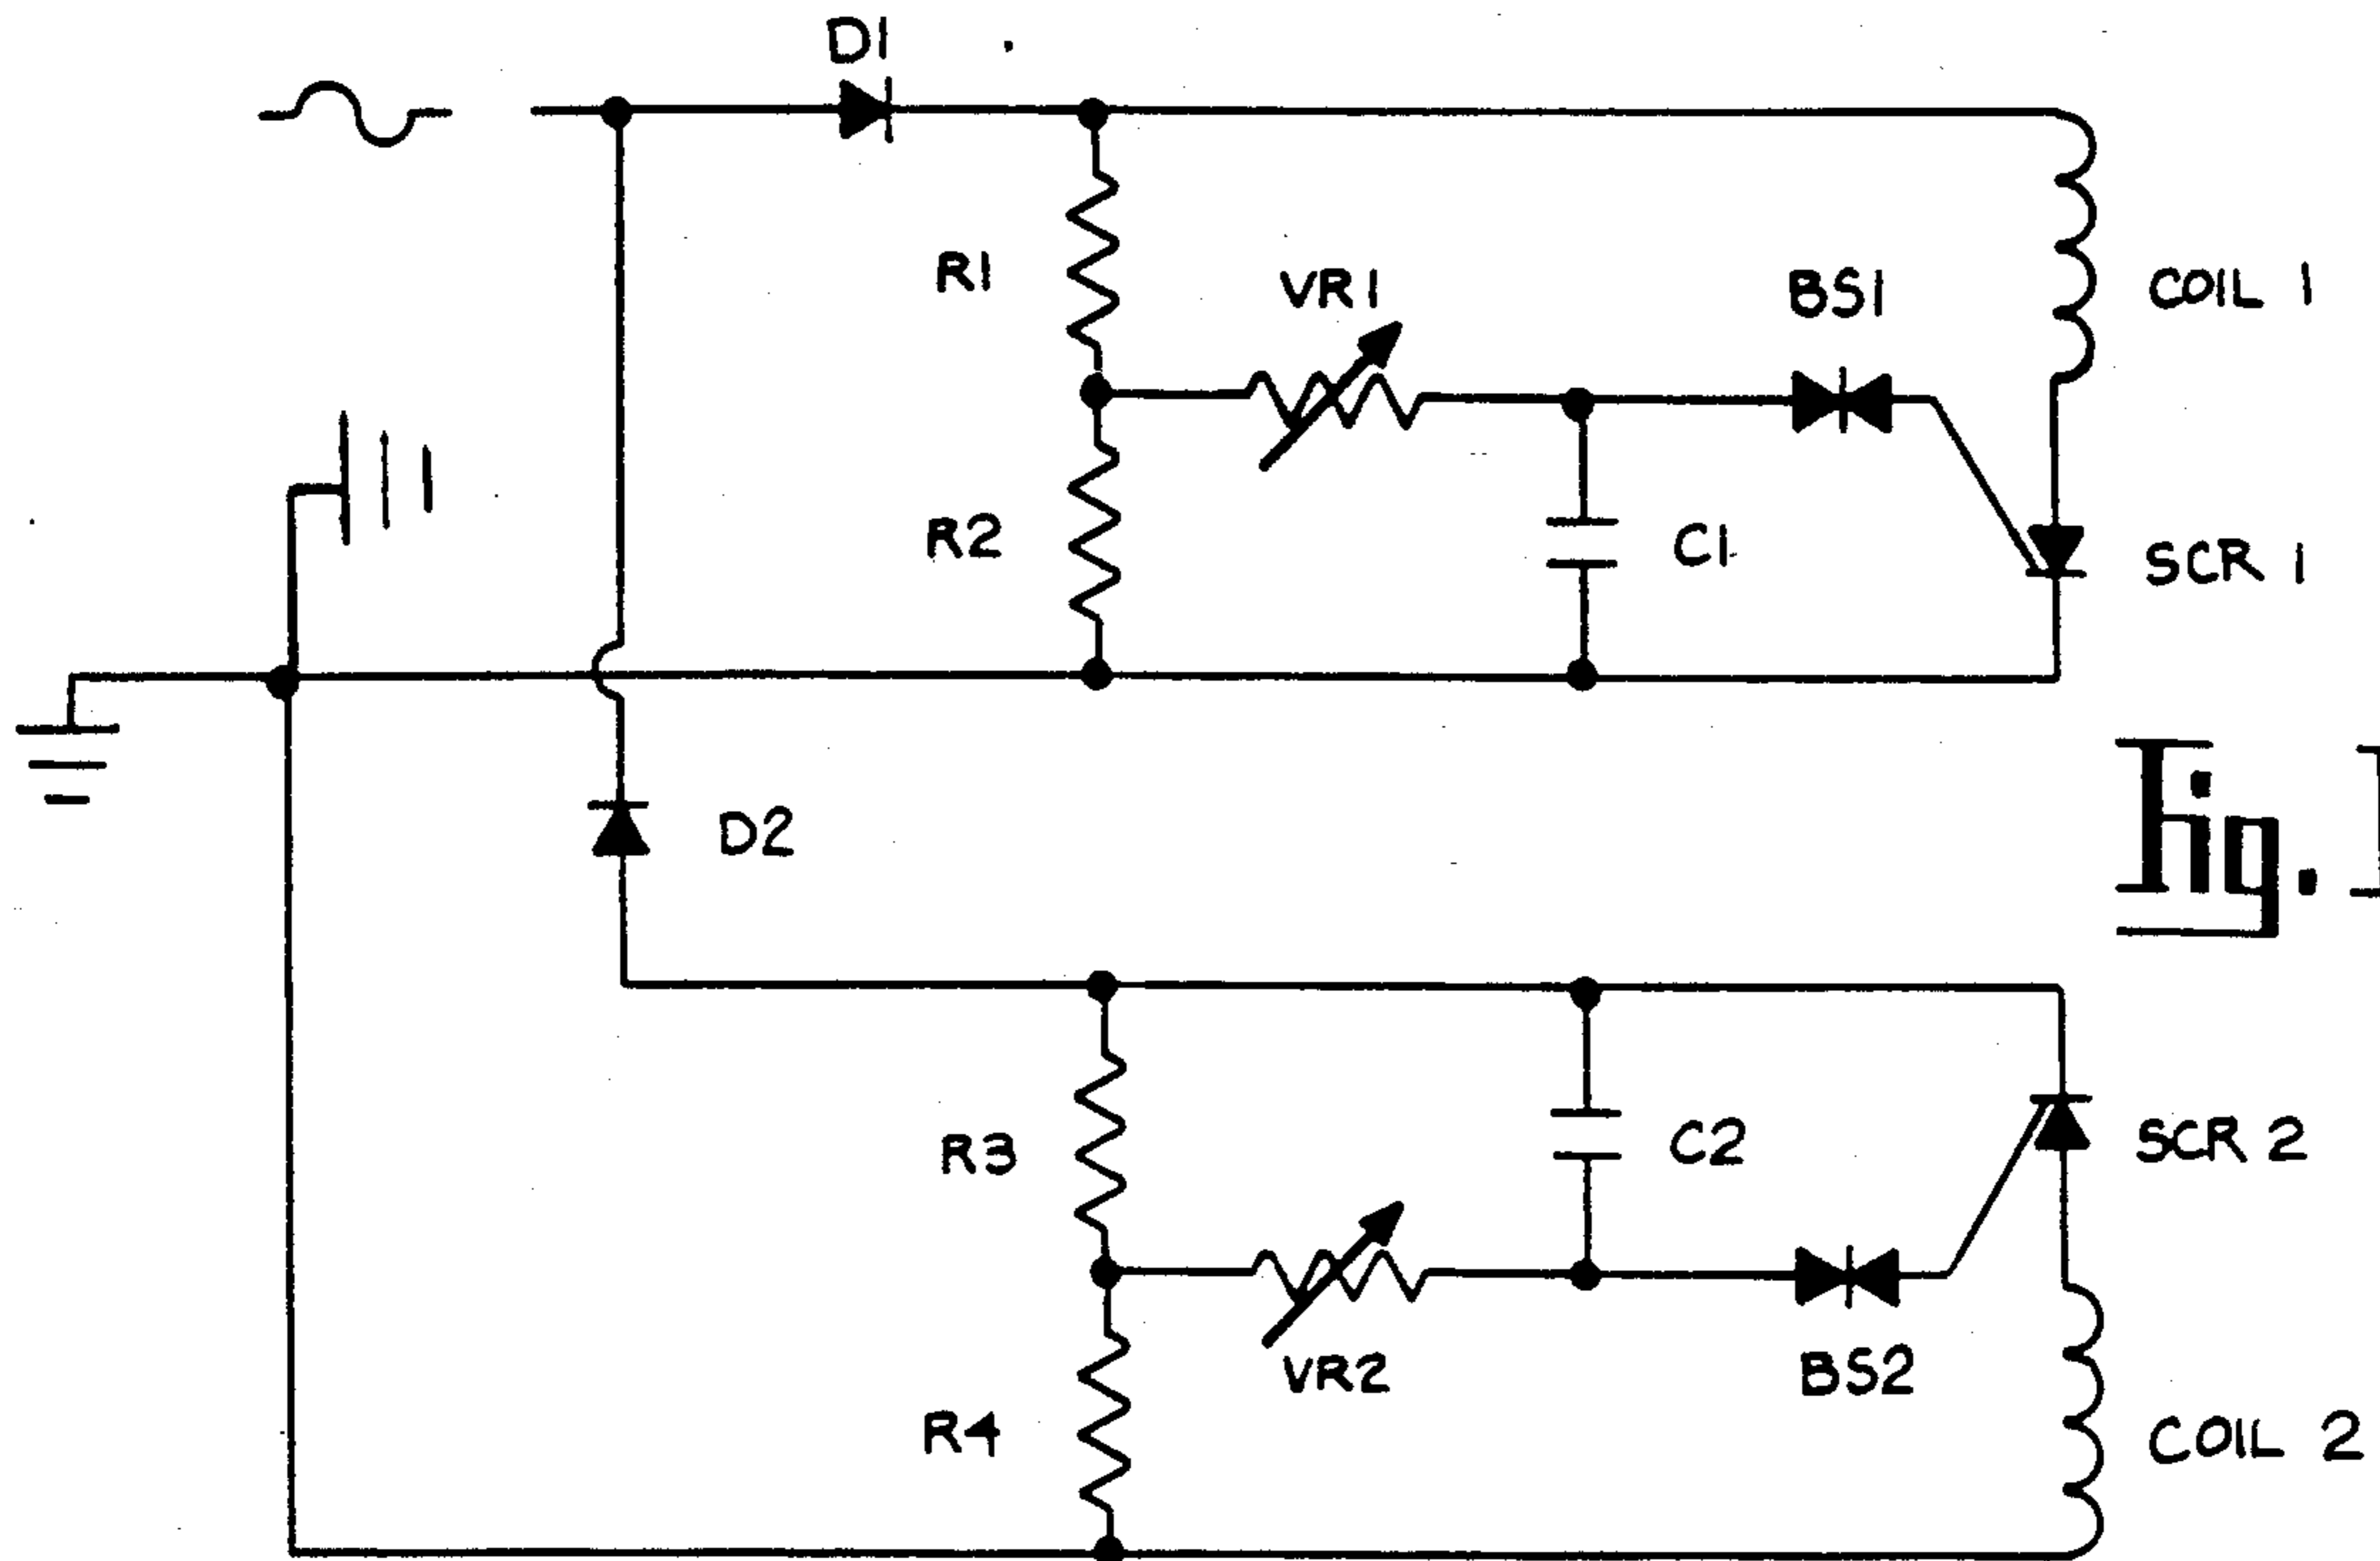 D1
R1
VR1
BS1
COIL 1
R2
C1
SCR 1
D2
Fig.
R3
C2
SCR 2
VR2
BS2
R4
COIL 2